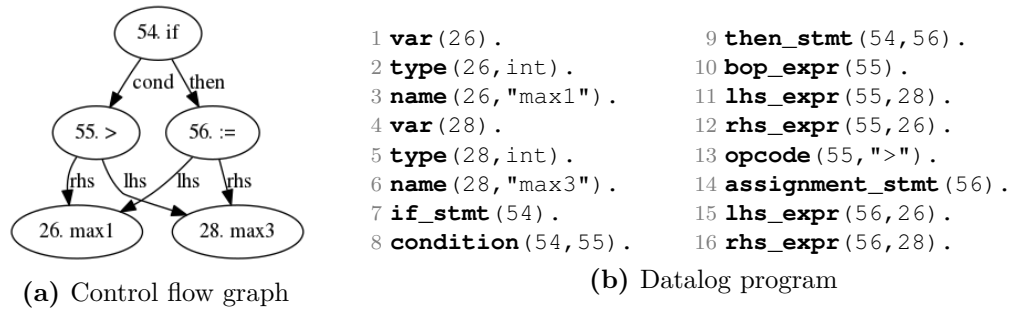 54. if
cond then
55. >
56. :=
rhs lhs lhs rhs
26. max1
28. max3
(a) Control flow graph
1 var(26).
2 type(26,int).
3 name(26,"max1").
4 var(28).
5 type(28,int).
6 name(28,"max3").
7 if_stmt(54).
8 condition(54,55).
9 then_stmt(54,56).
10 bop_expr(55).
11 lhs_expr(55,28).
12 rhs_expr(55,26).
13 opcode(55,">").
14 assignment_stmt(56).
15 lhs_expr(56,26).
16 rhs_expr(56,28).
(b) Datalog program